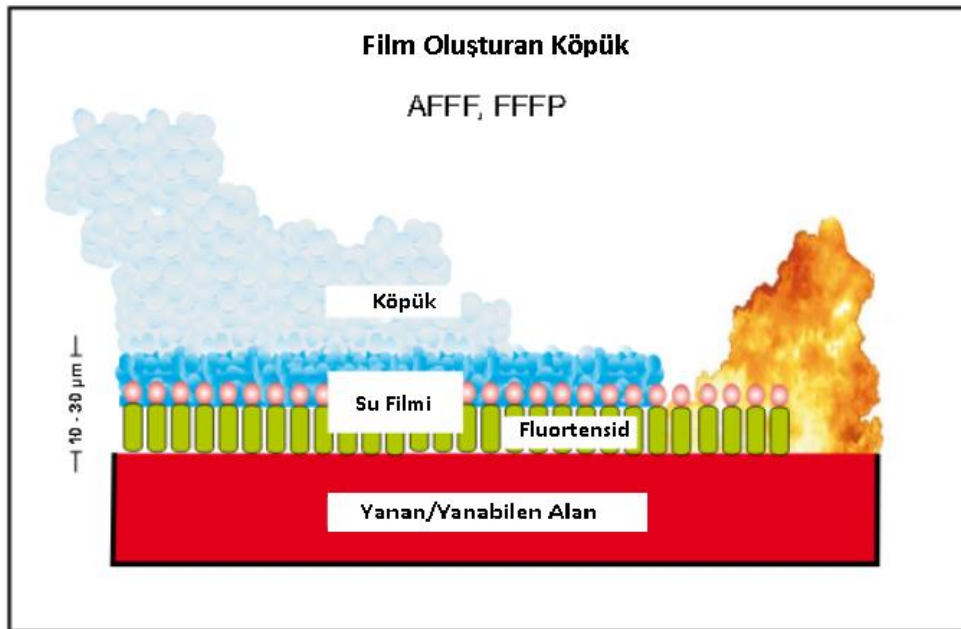 Film Oluşturan Köpük
AFFF, FFFP
Köpük
10 - 30 µm
Su Filmi
Fluortensid
Yanan/Yanabilen Alan